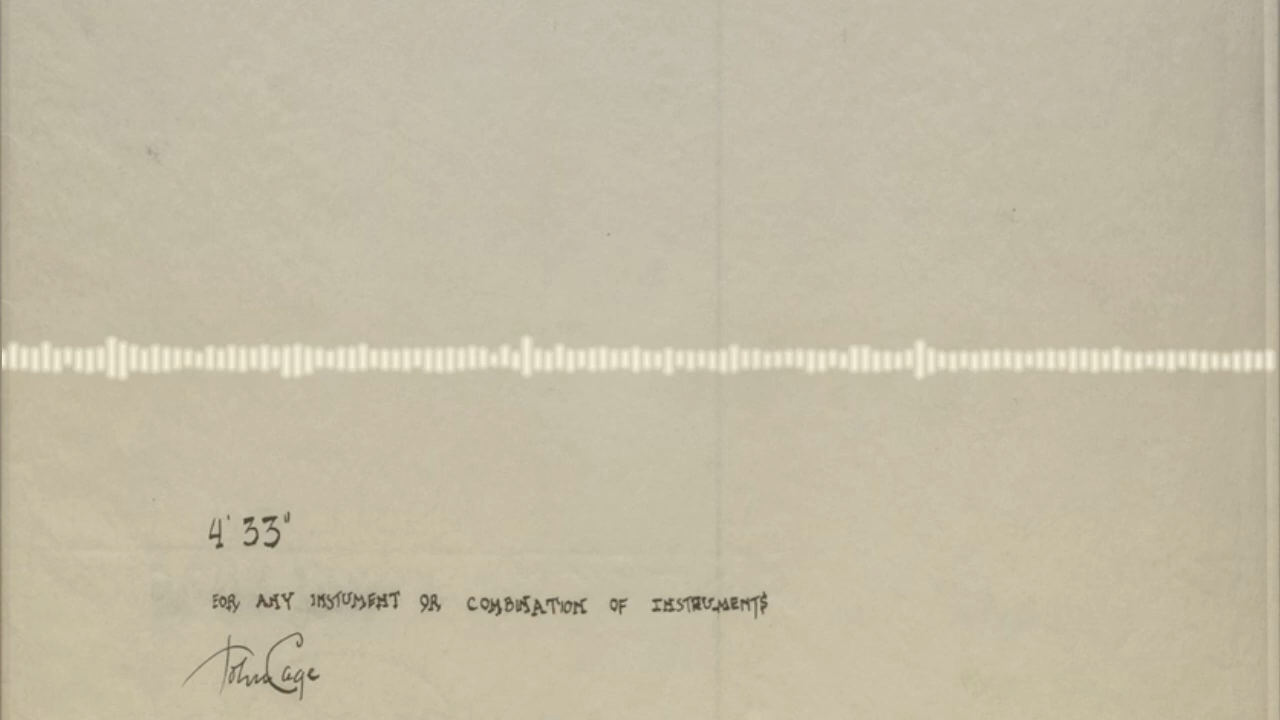 4' 33"
FOR ANY INSTUMENT OR COMBINATION OF INSTRUMENTS
John Cage